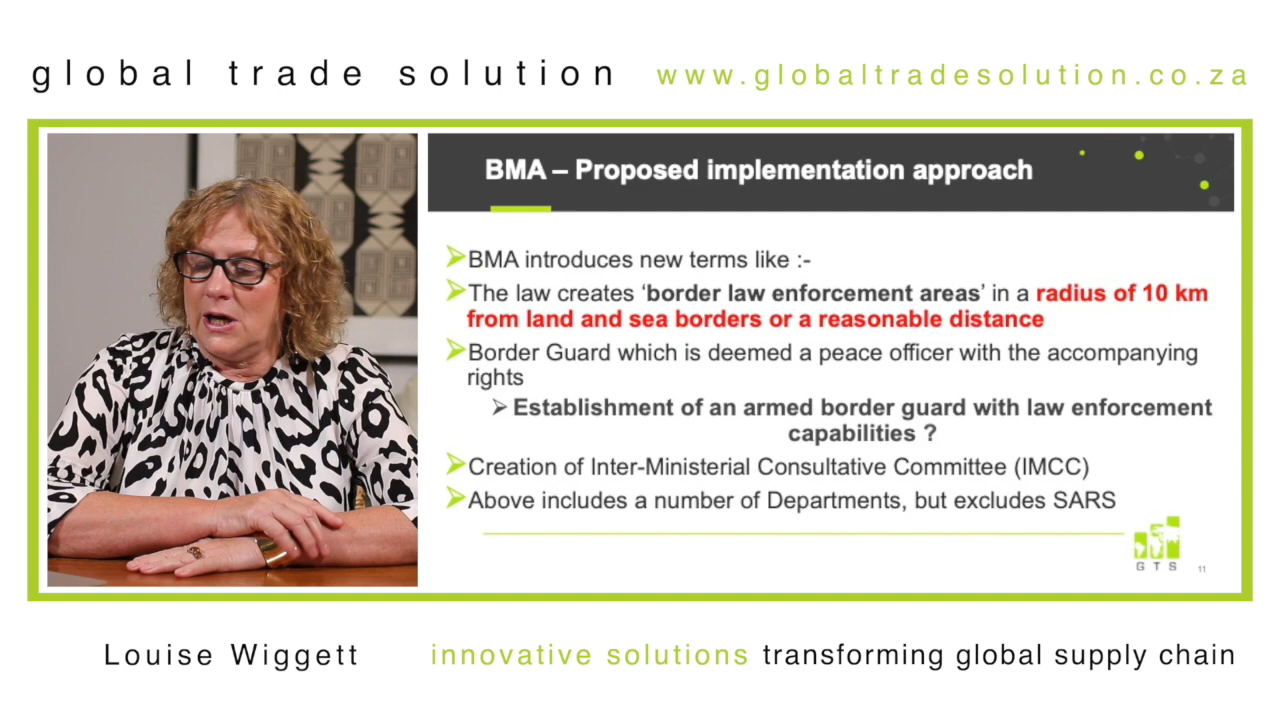 global trade solution www.globaltradesolution.co.za
BMA – Proposed implementation approach
BMA introduces new terms like :-
The law creates ‘border law enforcement areas’ in a radius of 10 km
from land and sea borders or a reasonable distance
Border Guard which is deemed a peace officer with the accompanying
rights
Establishment of an armed border guard with law enforcement
capabilities ?
Creation of Inter-Ministerial Consultative Committee (IMCC)
Above includes a number of Departments, but excludes SARS
GTS
11
Louise Wiggett innovative solutions transforming global supply chain